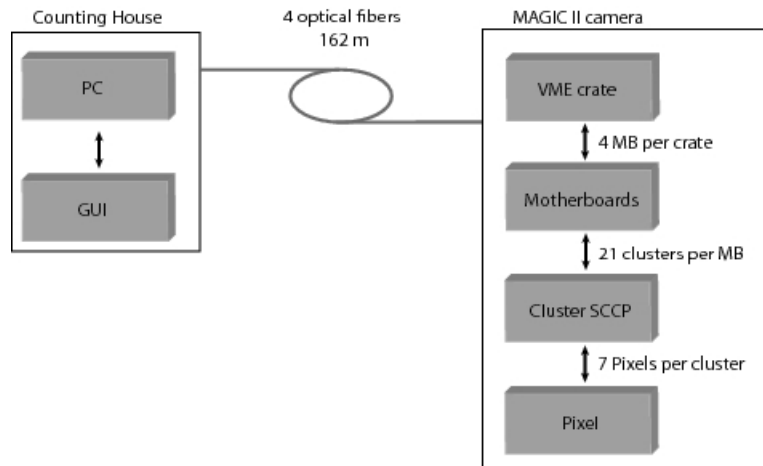 Counting House
PC
GUI
4 optical fibers
162 m
MAGIC II camera
VME crate
4 MB per crate
Motherboards
21 clusters per MB
Cluster SCCP
7 Pixels per cluster
Pixel